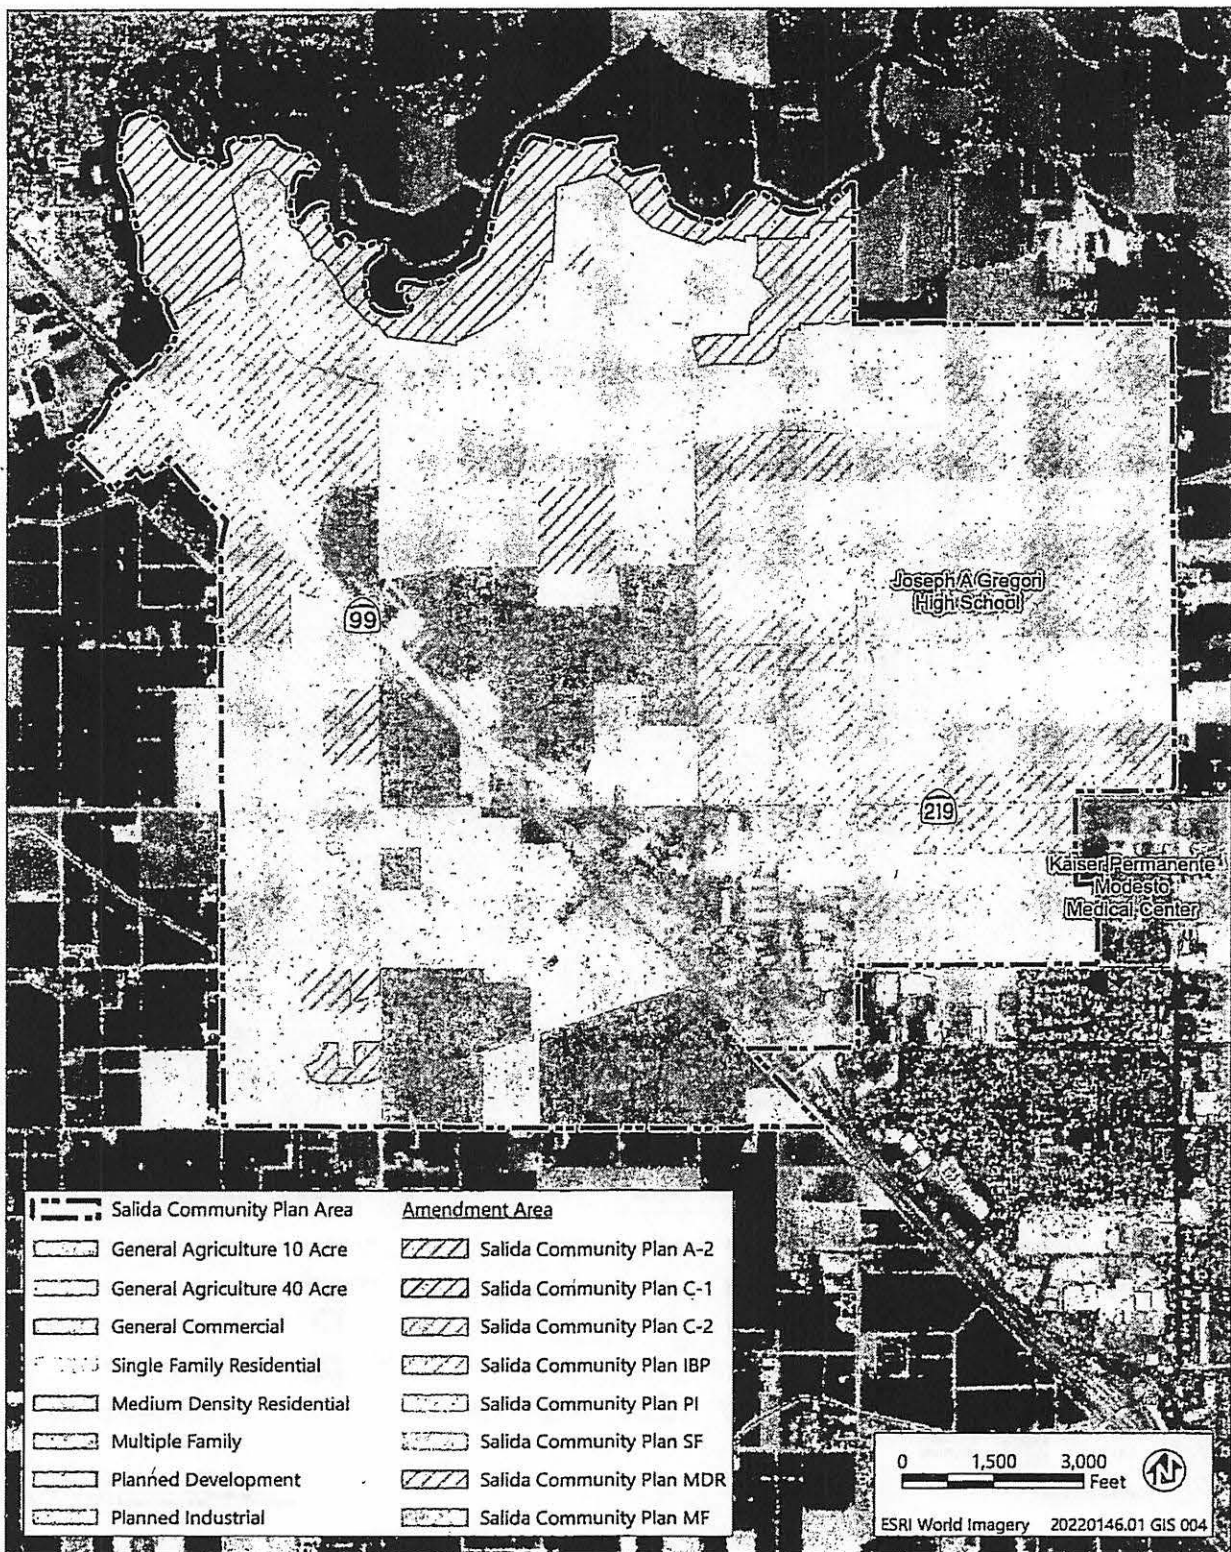 Joseph A Gregori
High School
99
219
Kaiser Permanente
Modesto
Medical Center
Salida Community Plan Area
General Agriculture 10 Acre
General Agriculture 40 Acre
General Commercial
Single Family Residential
Medium Density Residential
Multiple Family
Planned Development
Planned Industrial
Amendment Area
Salida Community Plan A-2
Salida Community Plan C-1
Salida Community Plan C-2
Salida Community Plan IBP
Salida Community Plan PI
Salida Community Plan SF
Salida Community Plan MDR
Salida Community Plan MF
0 1,500 3,000
Feet
N
ESRI World Imagery 20220146.01 GIS 004